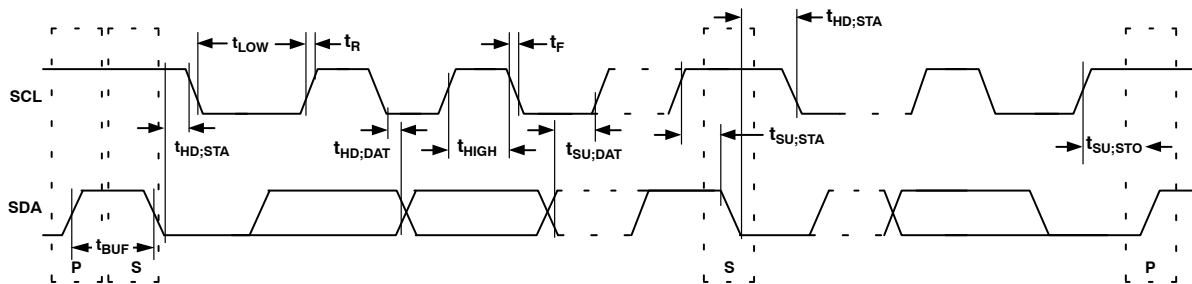 t_HD;STA
t_LOW t_R t_F
SCL
t_HD;STA t_HD;DAT t_HIGH t_SU;DAT t_SU;STA t_SU;STO
SDA
t_BUF
P S S P